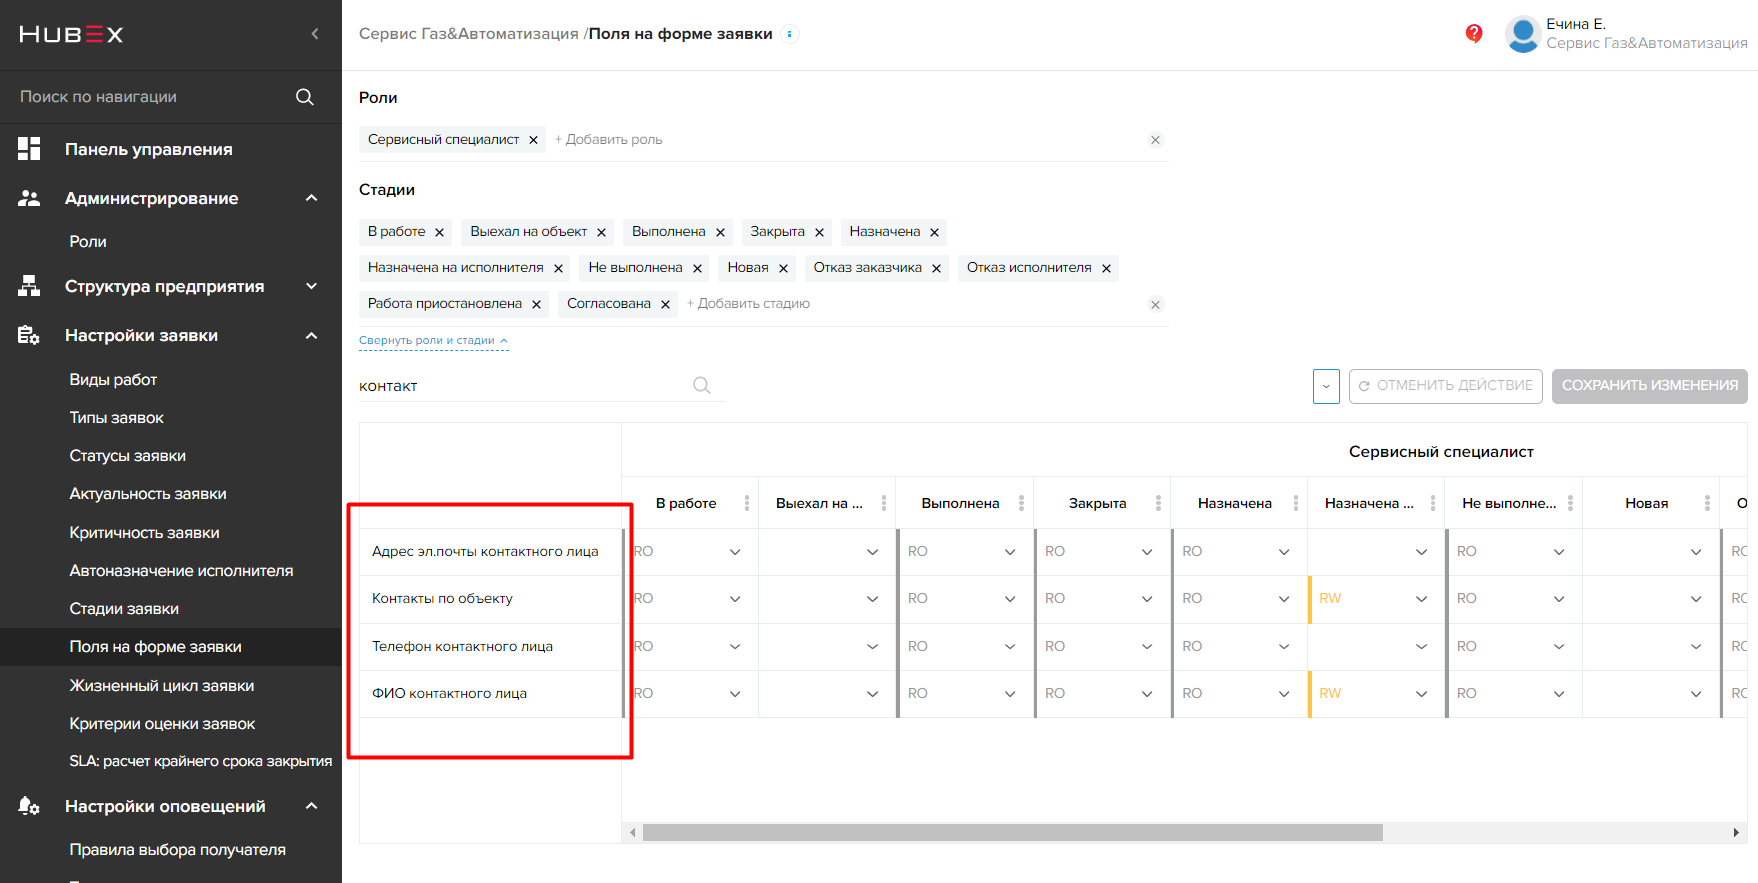 HUBEX
Поиск по навигации
Панель управления
Администрирование
Роли
Структура предприятия
Настройки заявки
Виды работ
Типы заявок
Статусы заявки
Актуальность заявки
Критичность заявки
Автоназначение исполнителя
Стадии заявки
Поля на форме заявки
Жизненный цикл заявки
Критерии оценки заявок
SLA: расчет крайнего срока закрытия
Настройки оповещений
Правила выбора получателя
Сервис Газ&Автоматизация /Поля на форме заявки
Ечина Е.
Сервис Газ&Автоматизация
Роли
Сервисный специалист × + Добавить роль
Стадии
В работе × Выехал на объект × Выполнена × Закрыта × Назначена ×
Назначена на исполнителя × Не выполнена × Новая × Отказ заказчика × Отказ исполнителя ×
Работа приостановлена × Согласована × + Добавить стадию
Свернуть роли и стадии
контакт
ОТМЕНИТЬ ДЕЙСТВИЕ
СОХРАНИТЬ ИЗМЕНЕНИЯ
Сервисный специалист
В работе Выехал на ... Выполнена Закрыта Назначена Назначена ... Не выполне... Новая О
Адрес эл.почты контактного лица RO RO RO RO RO RO
Контакты по объекту RO RO RO RO RW RO RO
Телефон контактного лица RO RO RO RO RO RO
ФИО контактного лица RO RO RO RO RW RO RO